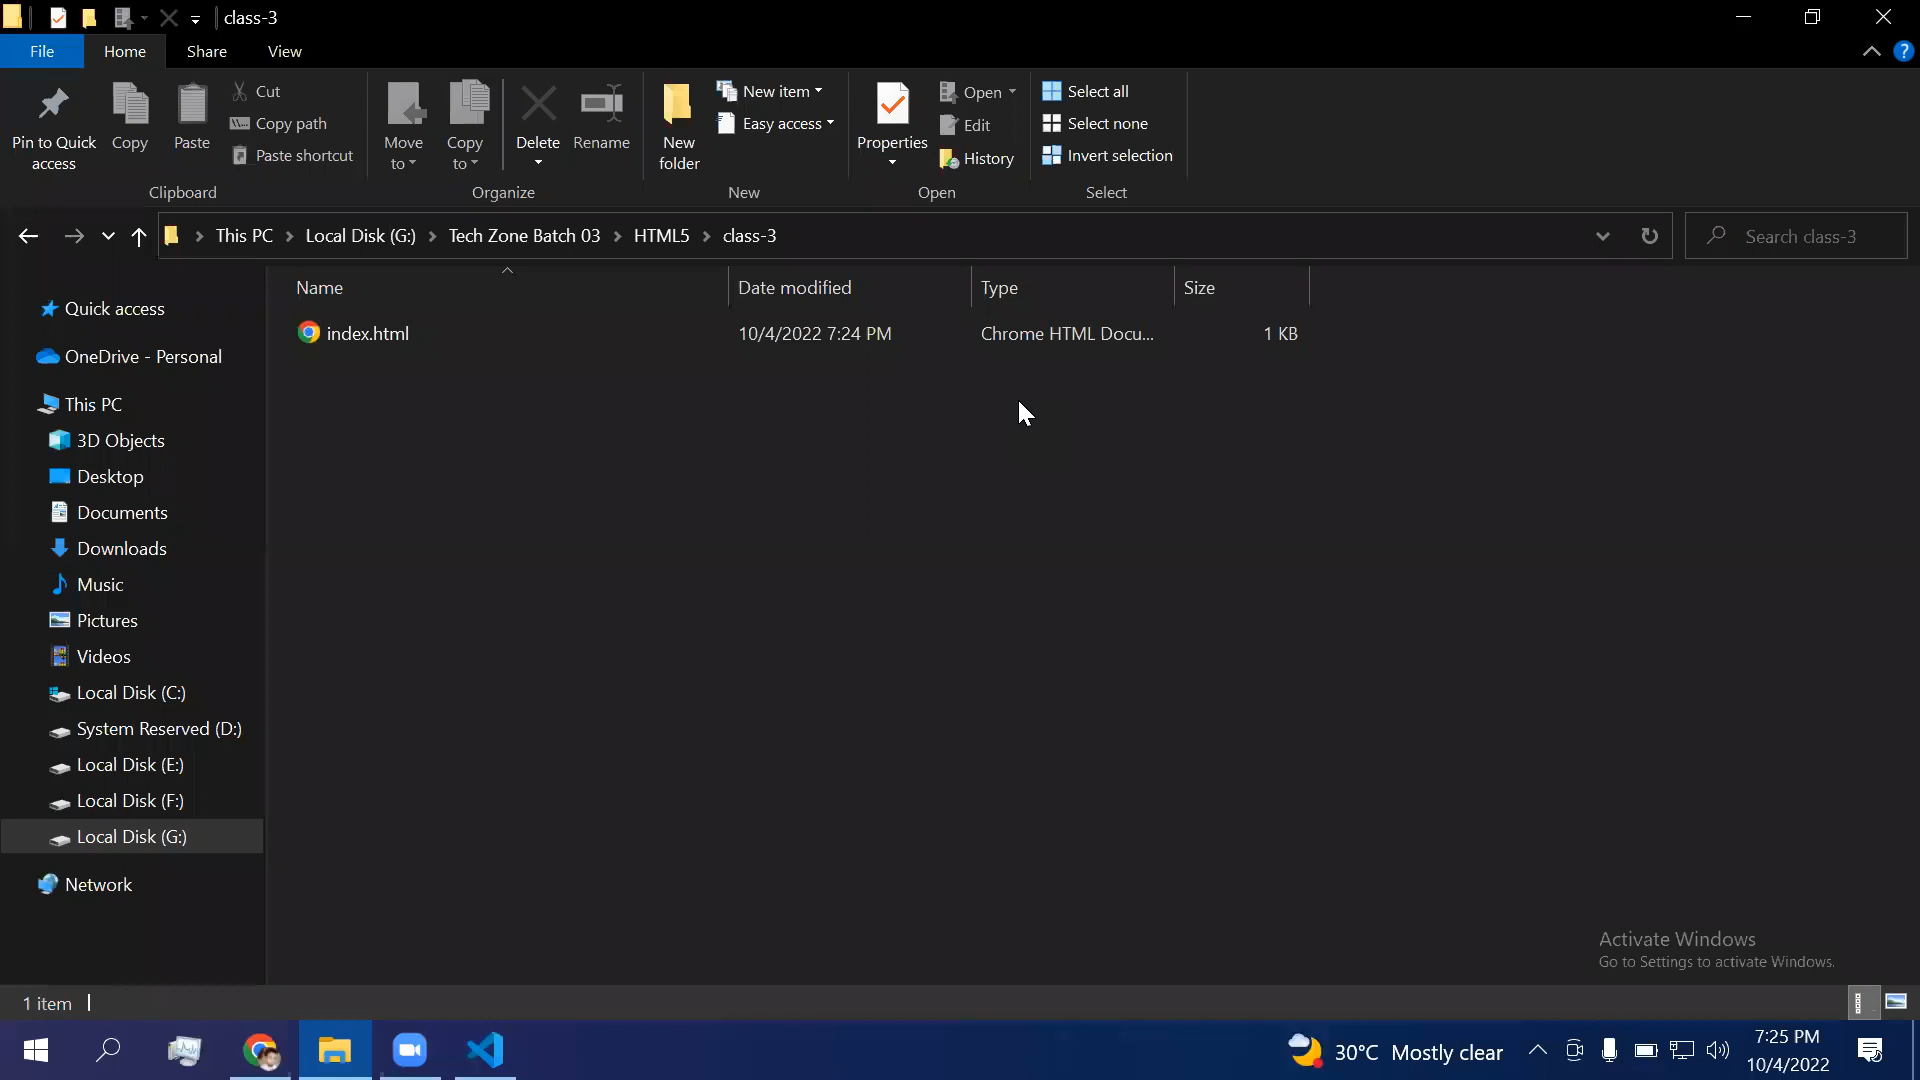 class-3
File
Home
Share
View
Pin to Quick access
Copy
Paste
Cut
Copy path
Paste shortcut
Clipboard
Move to
Copy to
Delete
Rename
Organize
New folder
New item
Easy access
New
Properties
Open
Edit
History
Open
Select all
Select none
Invert selection
Select
This PC > Local Disk (G:) > Tech Zone Batch 03 > HTML5 > class-3
Search class-3
Name
Date modified
Type
Size
index.html
10/4/2022 7:24 PM
Chrome HTML Docu...
1 KB
Quick access
OneDrive - Personal
This PC
3D Objects
Desktop
Documents
Downloads
Music
Pictures
Videos
Local Disk (C:)
System Reserved (D:)
Local Disk (E:)
Local Disk (F:)
Local Disk (G:)
Network
Activate Windows
Go to Settings to activate Windows.
1 item
30°C Mostly clear
7:25 PM
10/4/2022